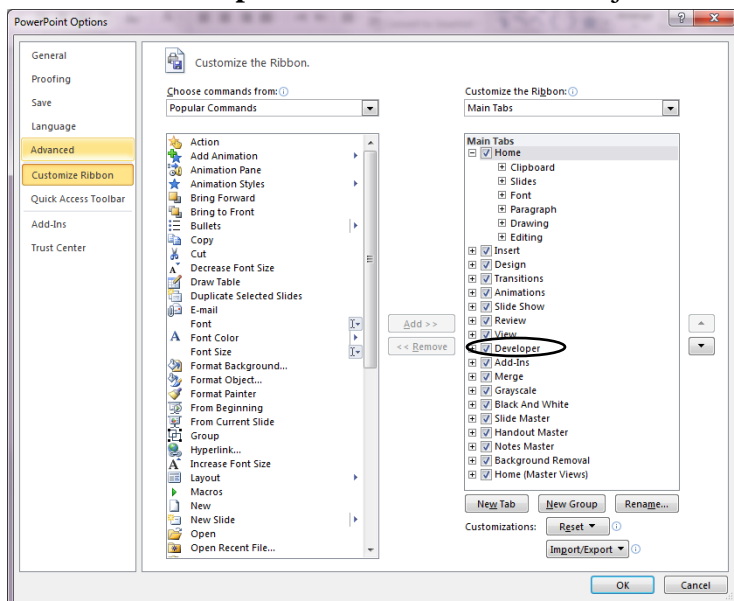 PowerPoint Options
General
Proofing
Save
Language
Advanced
Customize Ribbon
Quick Access Toolbar
Add-Ins
Trust Center
Customize the Ribbon.
Choose commands from:
Popular Commands
Action
Add Animation
Animation Pane
Animation Styles
Bring Forward
Bring to Front
Bullets
Copy
Cut
Decrease Font Size
Draw Table
Duplicate Selected Slides
E-mail
Font
Font Color
Font Size
Format Background...
Format Object...
Format Painter
From Beginning
From Current Slide
Group
Hyperlink...
Increase Font Size
Layout
Macros
New
New Slide
Open
Open Recent File...
Add >>
<< Remove
Customize the Ribbon:
Main Tabs
Main Tabs
Home
Clipboard
Slides
Font
Paragraph
Drawing
Editing
Insert
Design
Transitions
Animations
Slide Show
Review
View
Developer
Add-Ins
Merge
Grayscale
Black And White
Slide Master
Handout Master
Notes Master
Background Removal
Home (Master Views)
New Tab
New Group
Rename...
Customizations:
Reset
Import/Export
OK
Cancel